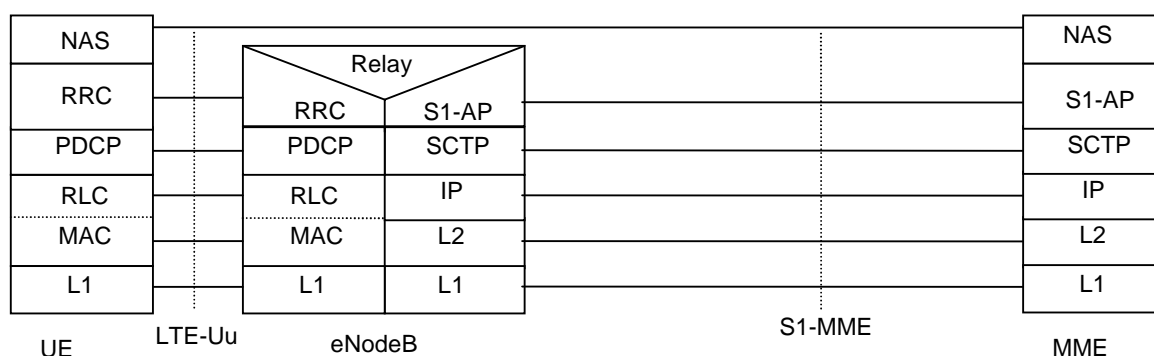 NAS
NAS
Relay
RRC
RRC
S1-AP
S1-AP
PDCP
PDCP
SCTP
SCTP
RLC
RLC
IP
IP
MAC
MAC
L2
L2
L1
L1
L1
L1
LTE-Uu
S1-MME
UE
eNodeB
MME